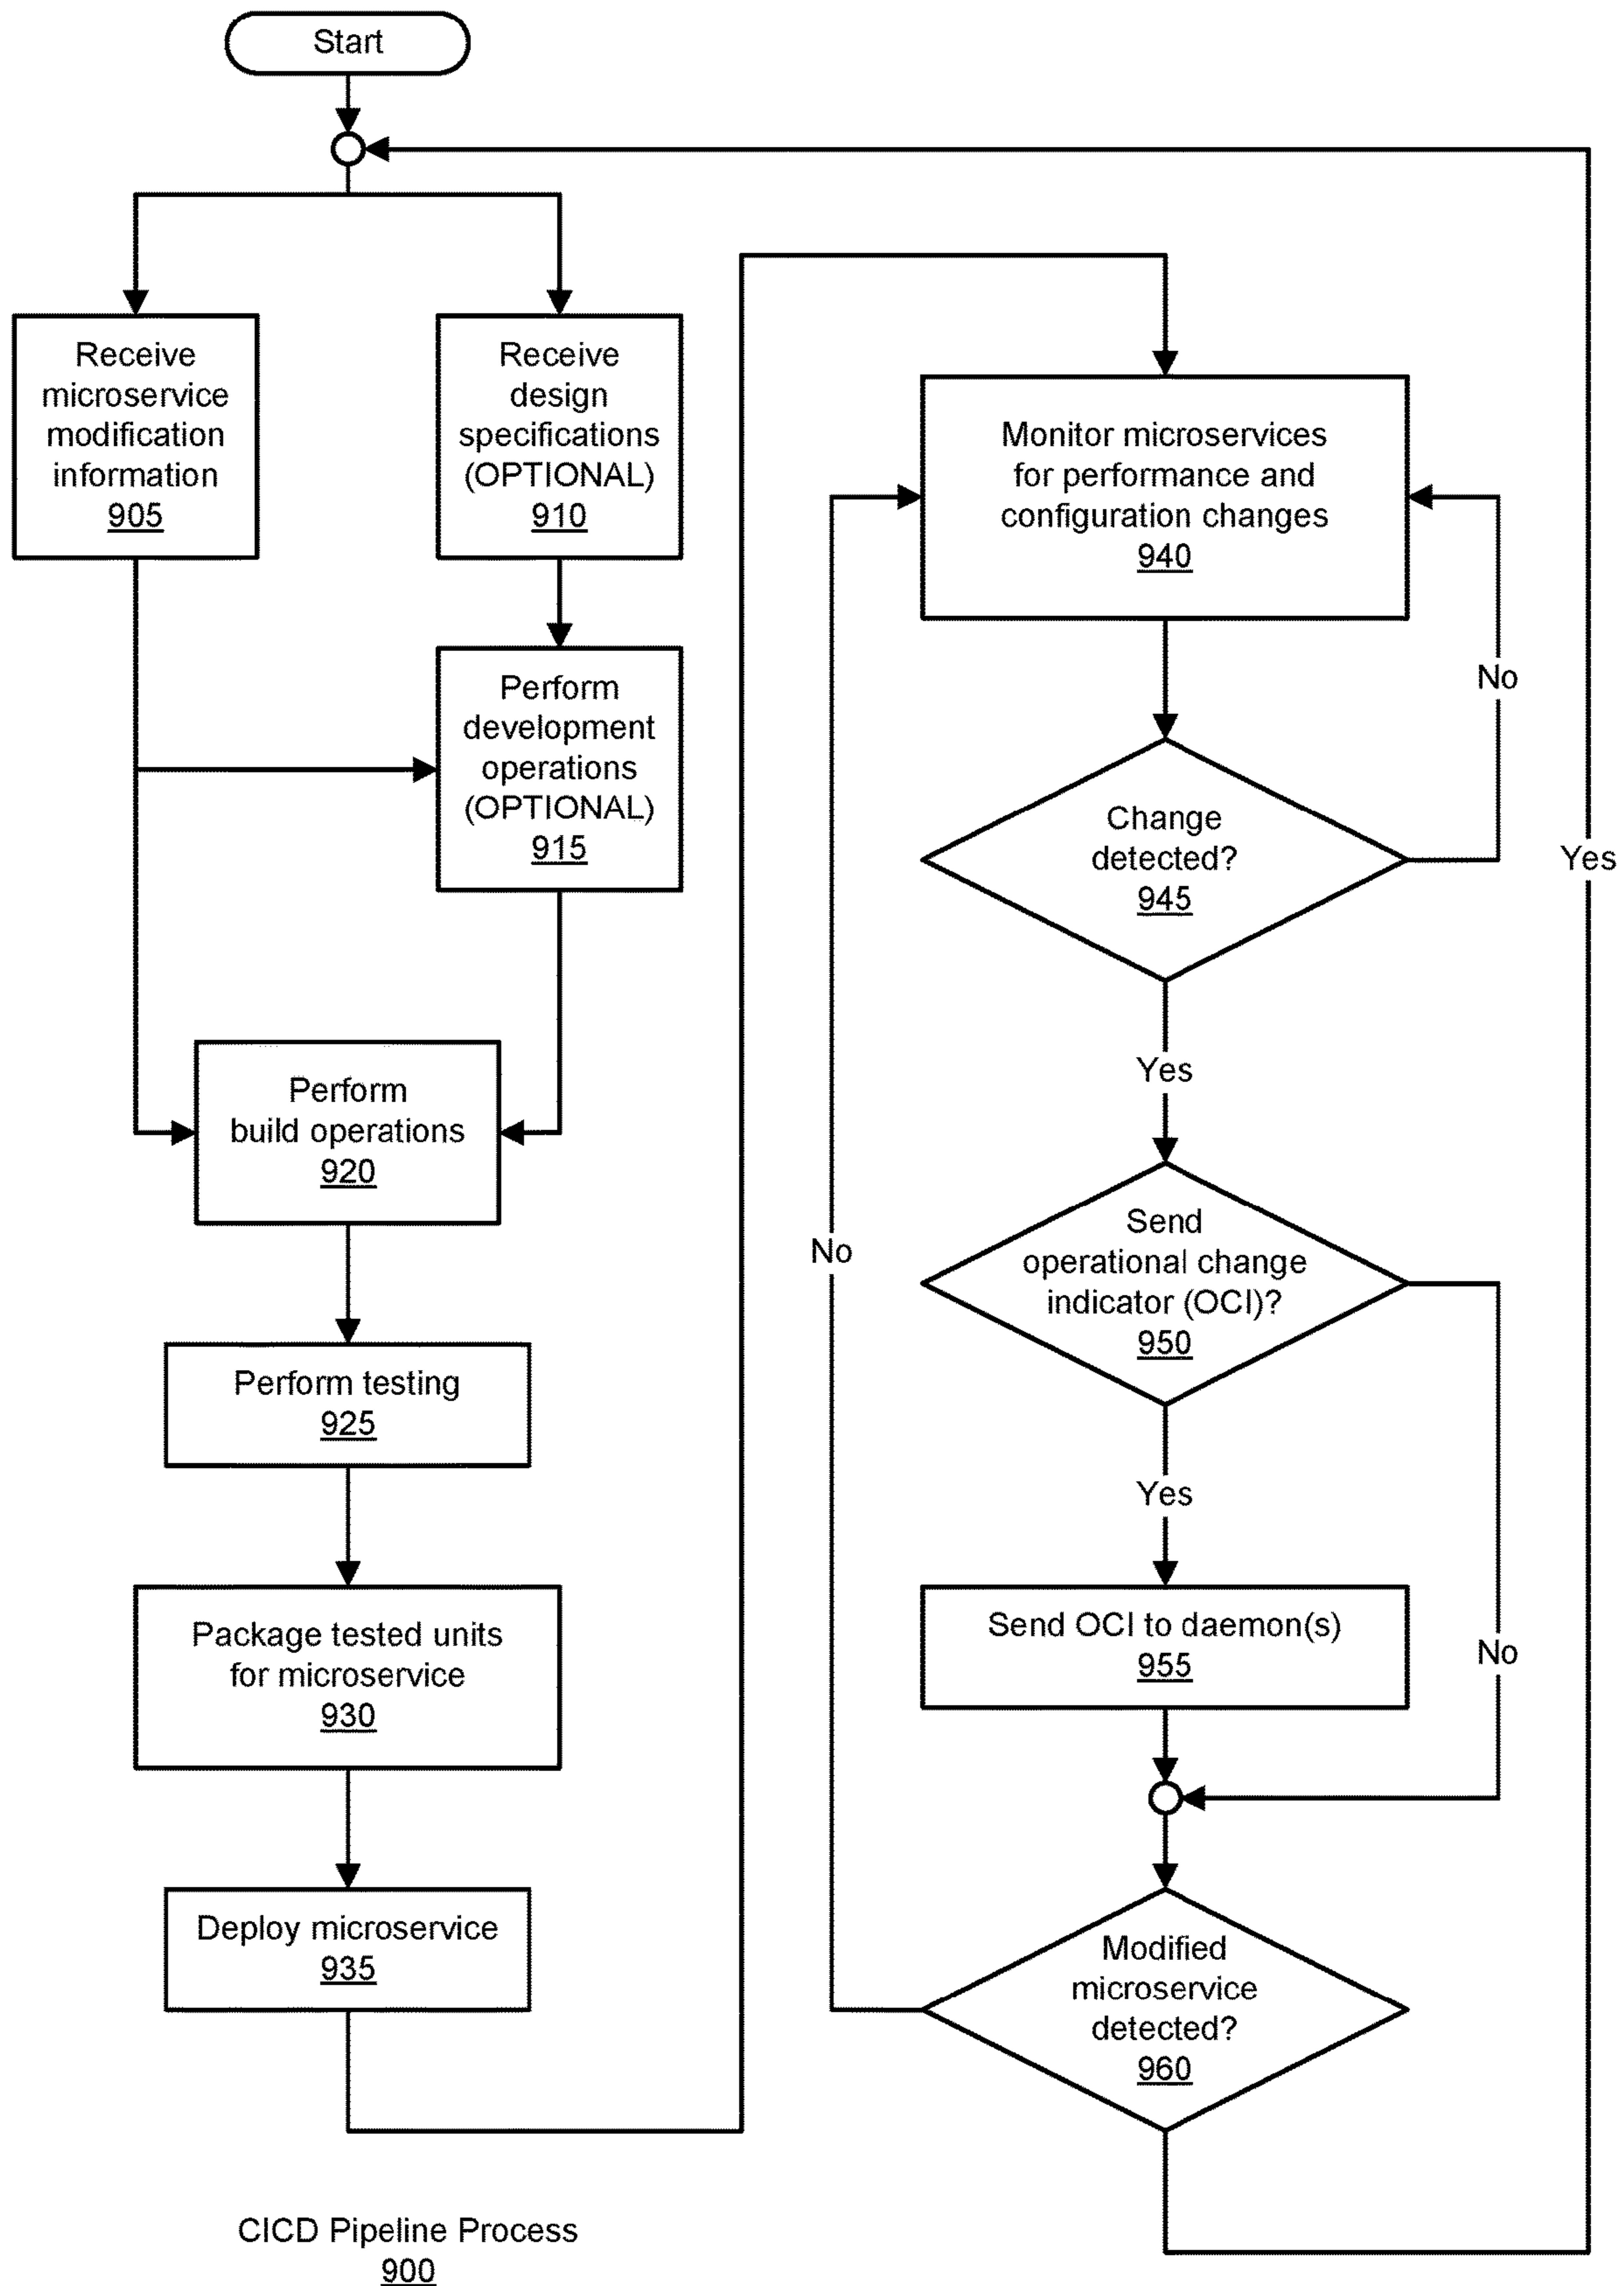 Start
Receive
microservice
modification
information
905
Receive
design
specifications
(OPTIONAL)
910
Perform
development
operations
(OPTIONAL)
915
Perform
build operations
920
Perform testing
925
Package tested units
for microservice
930
Deploy microservice
935
Monitor microservices
for performance and
configuration changes
940
No
Change
detected?
945
Yes
Yes
Send
operational change
indicator (OCI)?
950
No
Yes
Send OCI to daemon(s)
955
No
Modified
microservice
detected?
960
CICD Pipeline Process
900